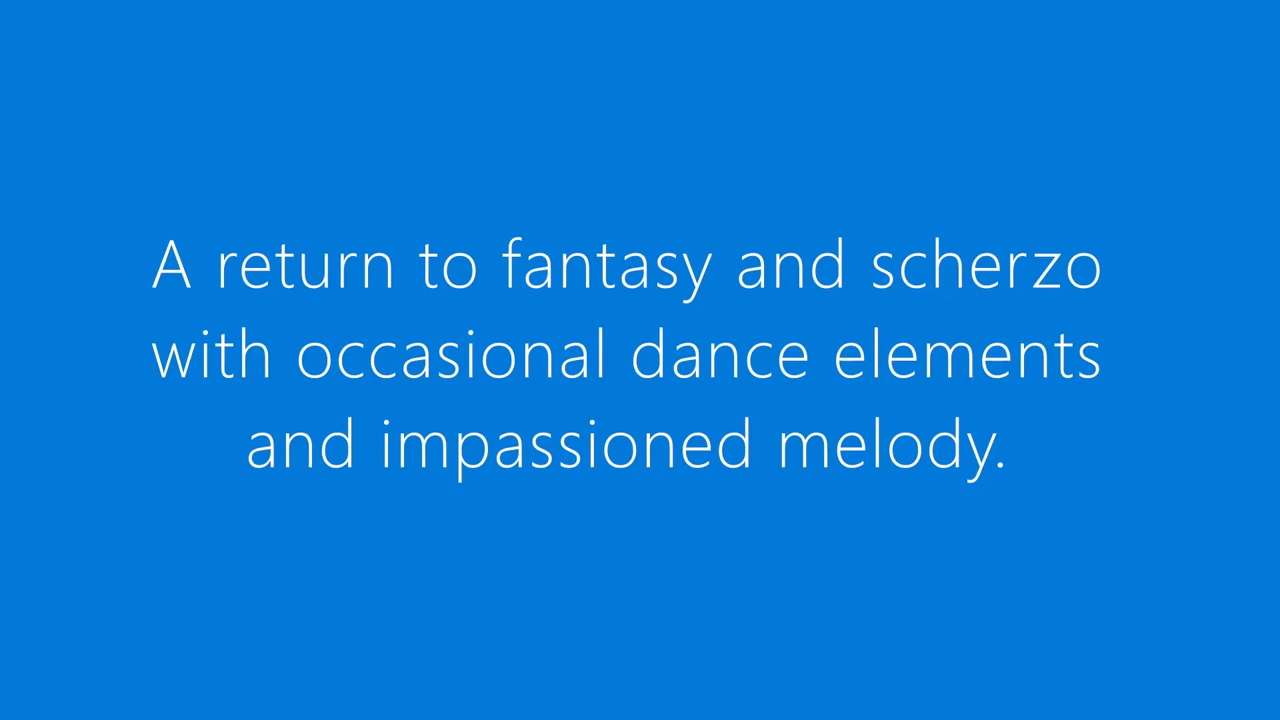 A return to fantasy and scherzo
with occasional dance elements
and impassioned melody.